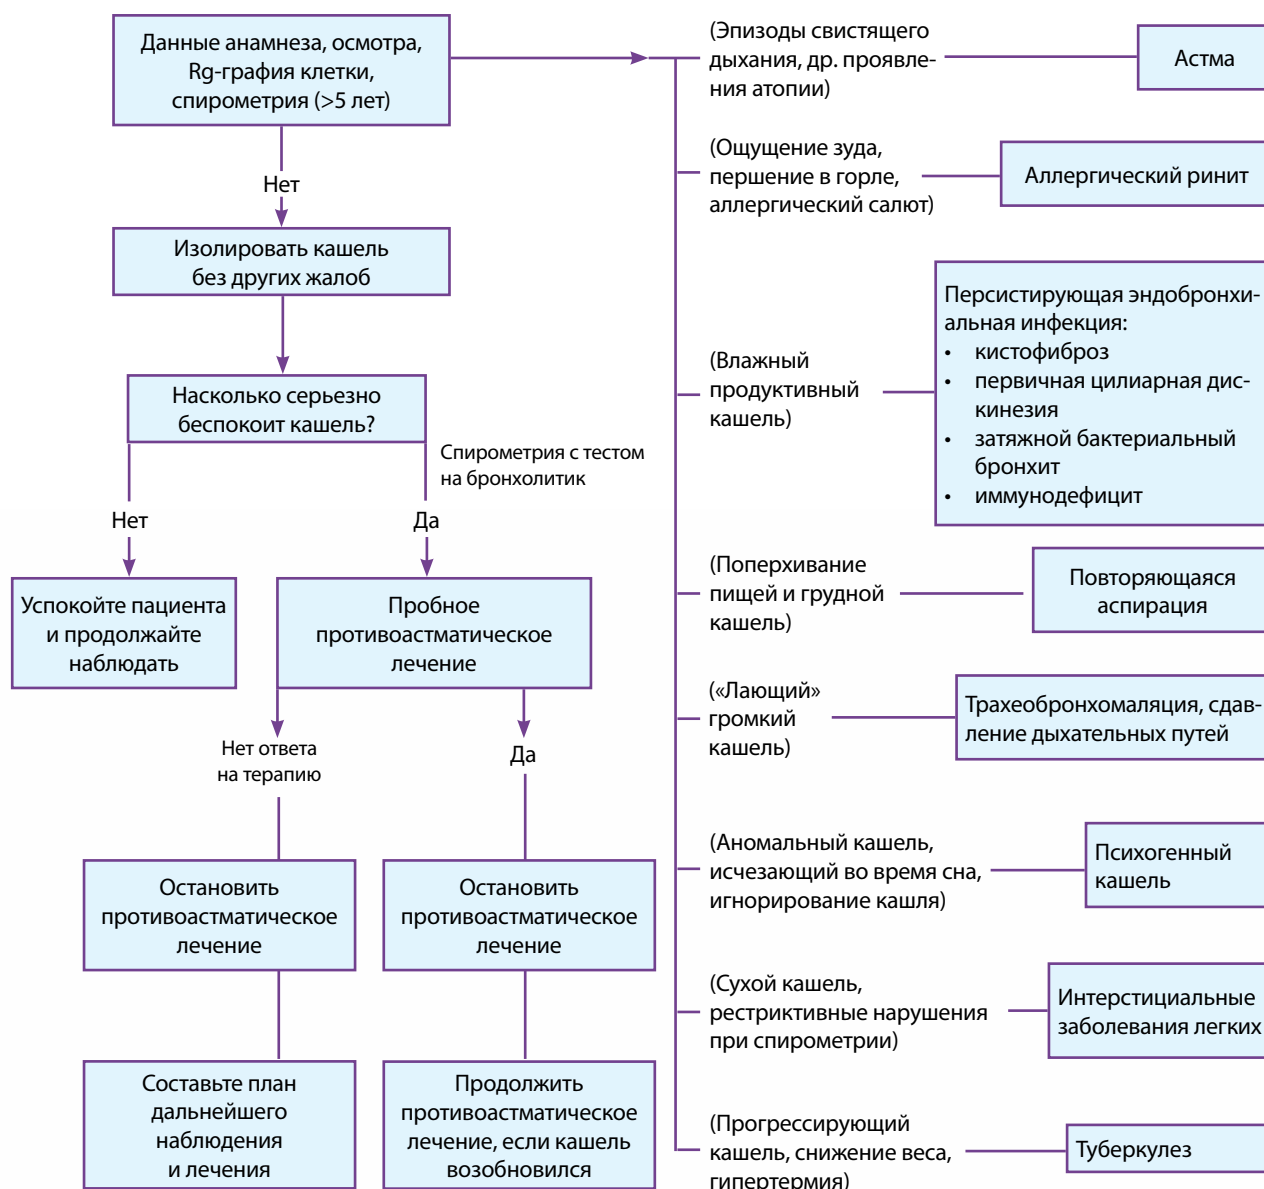 Данные анамнеза, осмотра,
Rg-графия клетки,
спирометрия (>5 лет)
Нет
Изолировать кашель
без других жалоб
Насколько серьезно
беспокоит кашель?
Спирометрия с тестом
на бронхолитик
Нет
Да
Успокойте пациента
и продолжайте
наблюдать
Пробное
противоастматическое
лечение
Нет ответа
на терапию
Да
Остановить
противоастматическое
лечение
Остановить
противоастматическое
лечение
Составьте план
дальнейшего
наблюдения
и лечения
Продолжить
противоастматическое
лечение, если кашель
возобновился
(Эпизоды свистящего
дыхания, др. проявле-
ния атопии)
Астма
(Ощущение зуда,
першение в горле,
аллергический салют)
Аллергический ринит
(Влажный
продуктивный
кашель)
Персистирующая эндобронхи-
альная инфекция:
• кистофиброз
• первичная цилиарная дис-
кинезия
• затяжной бактериальный
бронхит
• иммунодефицит
(Поперхивание
пищей и грудной
кашель)
Повторяющаяся
аспирация
(«Лающий»
громкий
кашель)
Трахеобронхомаляция, сдав-
ление дыхательных путей
(Аномальный кашель,
исчезающий во время сна,
игнорирование кашля)
Психогенный
кашель
(Сухой кашель,
рестриктивные нарушения
при спирометрии)
Интерстициальные
заболевания легких
(Прогрессирующий
кашель, снижение веса,
гипертермия)
Туберкулез